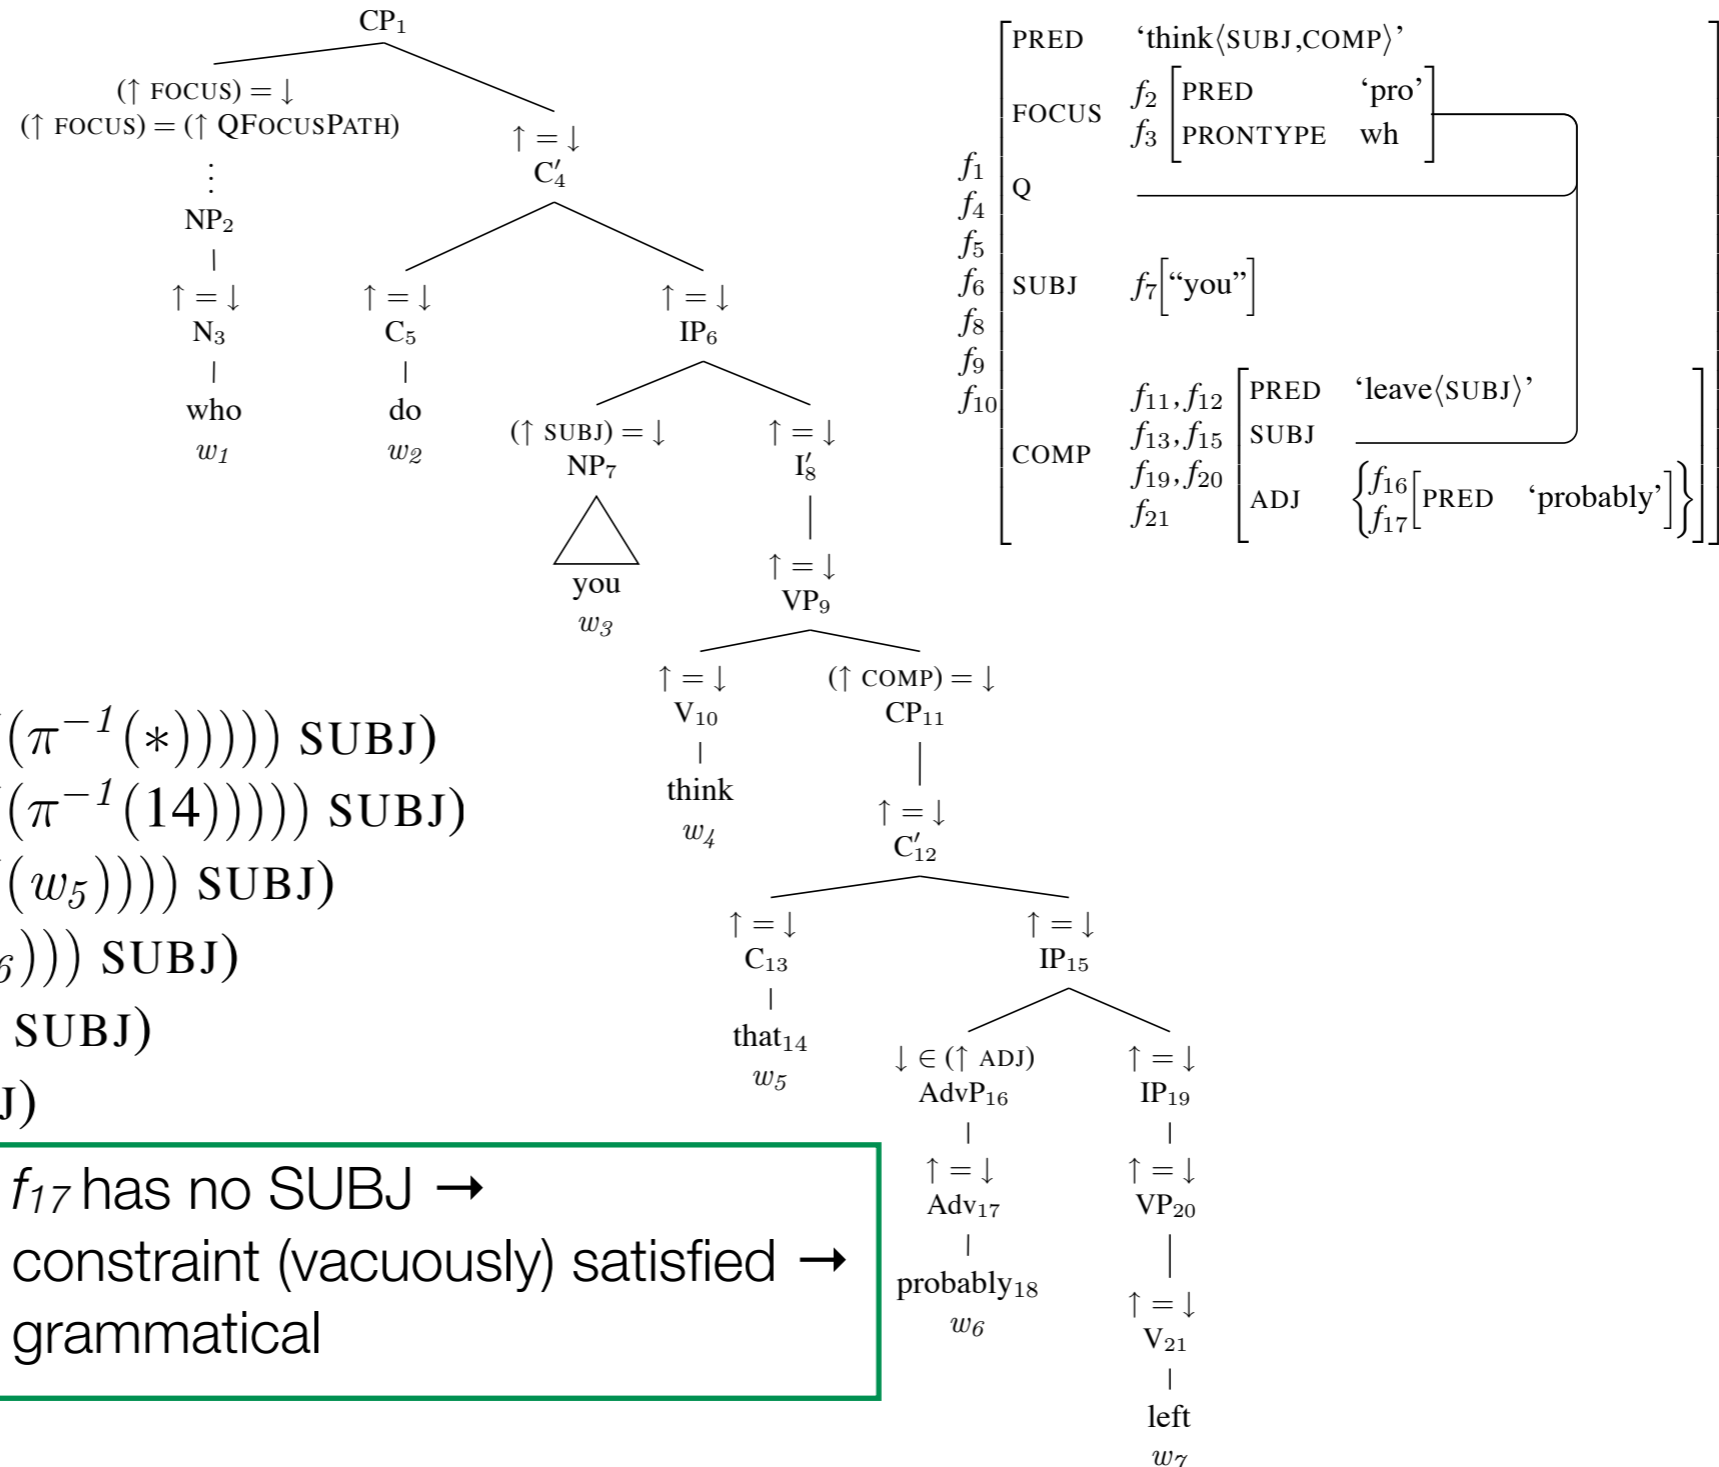 CP₁
(↑ FOCUS) = ↓
(↑ FOCUS) = (↑ QFOCUSPATH)
⋮
NP₂
↑ = ↓
N₃
who
w₁
↑ = ↓
C′₄
↑ = ↓
C₅
do
w₂
↑ = ↓
IP₆
(↑ SUBJ) = ↓
NP₇
you
w₃
↑ = ↓
I′₈
↑ = ↓
VP₉
↑ = ↓
V₁₀
think
w₄
(↑ COMP) = ↓
CP₁₁
↑ = ↓
C′₁₂
↑ = ↓
C₁₃
that₁₄
w₅
↑ = ↓
IP₁₅
↓ ∈ (↑ ADJ)
AdvP₁₆
↑ = ↓
Adv₁₇
probably₁₈
w₆
↑ = ↓
IP₁₉
↑ = ↓
VP₂₀
↑ = ↓
V₂₁
left
w₇
f₁
f₄
f₅
f₆
f₈
f₉
f₁₀
PRED ‘think⟨SUBJ,COMP⟩’
FOCUS
f₂ [PRED ‘pro’
f₃ PRONTYPE wh]
Q
SUBJ f₇[“you”]
COMP
f₁₁,f₁₂
f₁₃,f₁₅
f₁₉,f₂₀
f₂₁
PRED ‘leave⟨SUBJ⟩’
SUBJ
ADJ
{f₁₆
f₁₇[PRED ‘probably’]}
(π⁻¹(∗))))) SUBJ)
(π⁻¹(14))))) SUBJ)
(w₅)))) SUBJ)
₆))) SUBJ)
SUBJ)
J)
f₁₇ has no SUBJ →
constraint (vacuously) satisfied →
grammatical